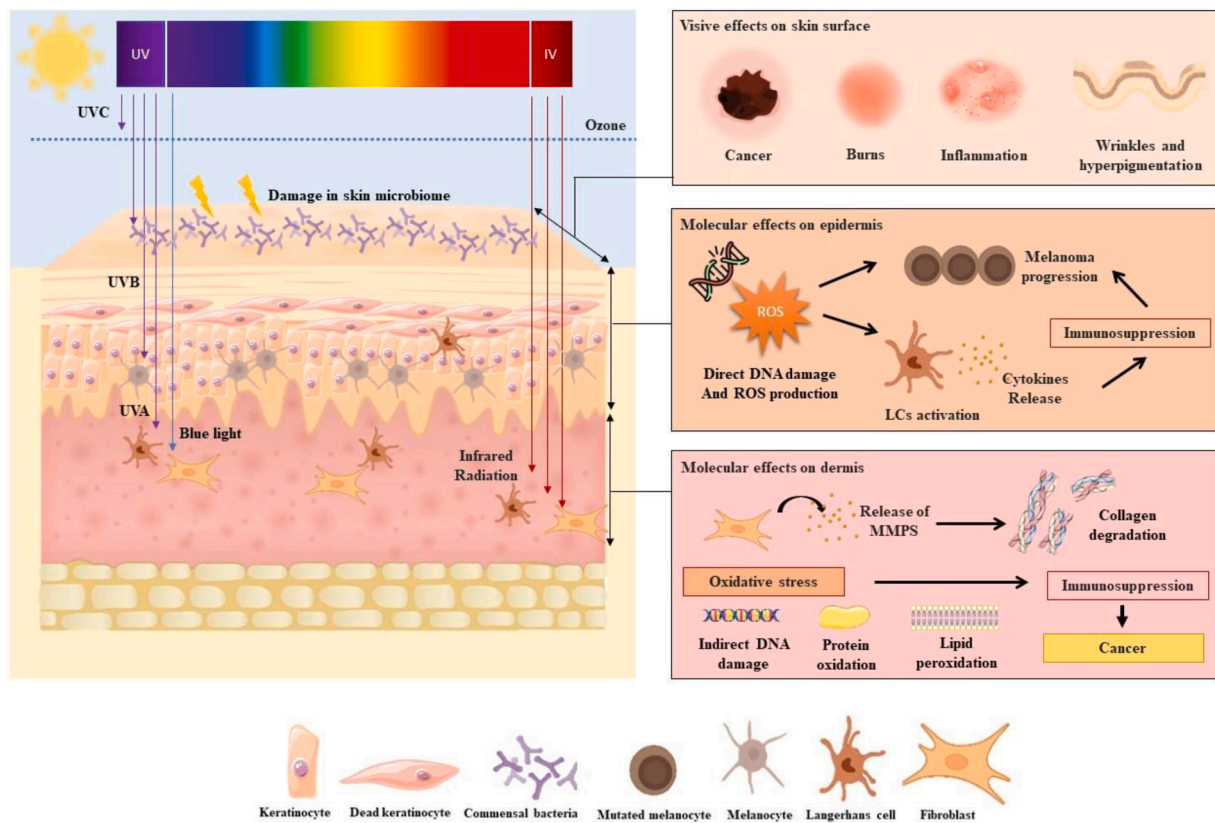 UV
IV
UVC
Ozone
Damage in skin microbiome
UVB
UVA
Blue light
Infrared
Radiation
Visive effects on skin surface
Cancer
Burns
Inflammation
Wrinkles and
hyperpigmentation
Molecular effects on epidermis
ROS
Direct DNA damage
And ROS production
Melanoma
progression
Immunosuppression
LCs activation
Cytokines
Release
Molecular effects on dermis
Release of
MMPS
Collagen
degradation
Oxidative stress
Immunosuppression
Indirect DNA
damage
Protein
oxidation
Lipid
peroxidation
Cancer
Keratinocyte
Dead keratinocyte
Commensal bacteria
Mutated melanocyte
Melanocyte
Langerhans cell
Fibroblast